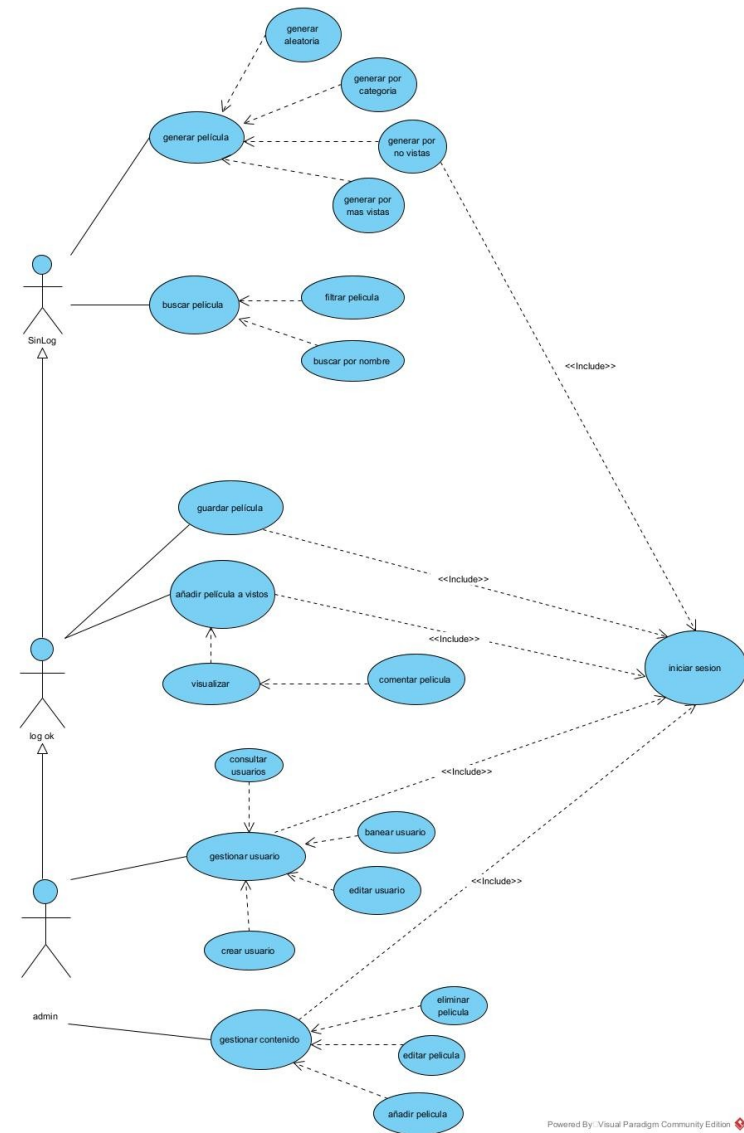 generar
aleatoria
generar por
categoria
generar película
generar por
no vistas
generar por
mas vistas
SinLog
buscar pelicula
filtrar pelicula
buscar por nombre
<<Include>>
guardar película
<<Include>>
añadir película a vistos
<<Include>>
iniciar sesion
visualizar
comentar pelicula
log ok
consultar
usuarios
<<Include>>
banear usuario
gestionar usuario
editar usuario
<<Include>>
crear usuario
admin
eliminar
pelicula
gestionar contenido
editar pelicula
añadir pelicula
Powered By: Visual Paradigm Community Edition